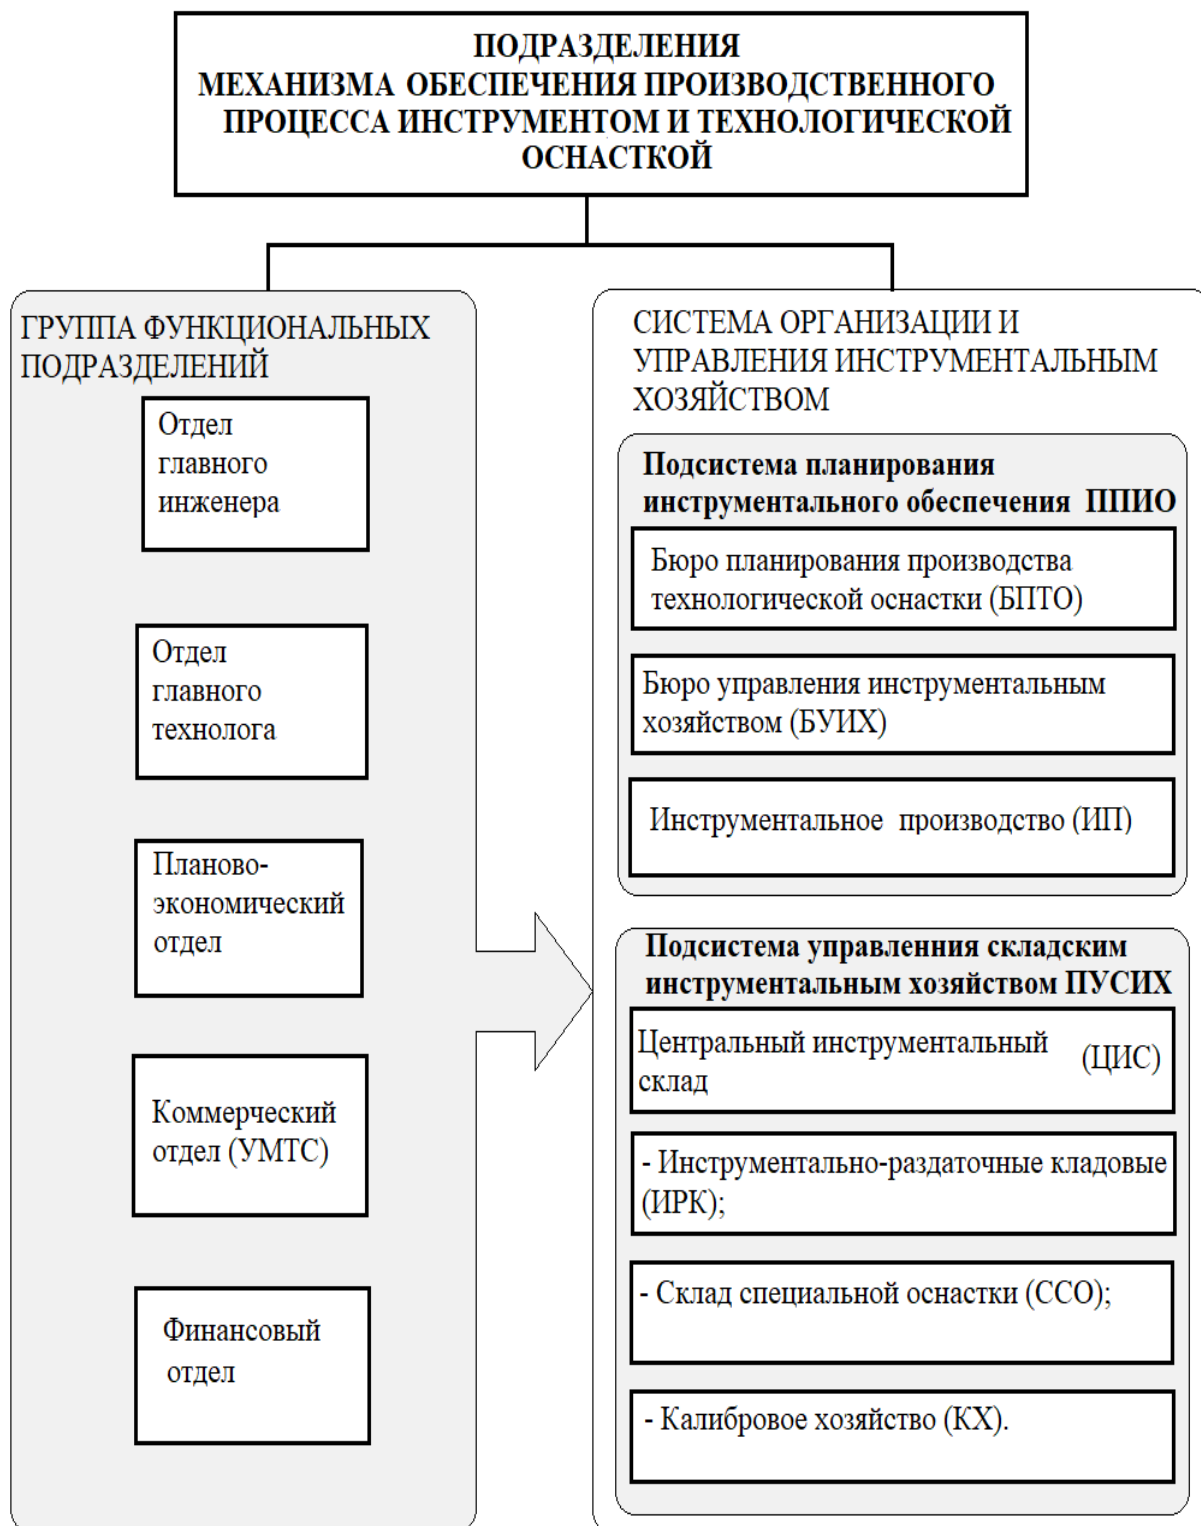 ПОДРАЗДЕЛЕНИЯ
МЕХАНИЗМА ОБЕСПЕЧЕНИЯ ПРОИЗВОДСТВЕННОГО
ПРОЦЕССА ИНСТРУМЕНТОМ И ТЕХНОЛОГИЧЕСКОЙ
ОСНАСТКОЙ
ГРУППА ФУНКЦИОНАЛЬНЫХ
ПОДРАЗДЕЛЕНИЙ
Отдел
главного
инженера
Отдел
главного
технолога
Планово-
экономический
отдел
Коммерческий
отдел (УМТС)
Финансовый
отдел
СИСТЕМА ОРГАНИЗАЦИИ И
УПРАВЛЕНИЯ ИНСТРУМЕНТАЛЬНЫМ
ХОЗЯЙСТВОМ
Подсистема планирования
инструментального обеспечения ППИО
Бюро планирования производства
технологической оснастки (БПТО)
Бюро управления инструментальным
хозяйством (БУИХ)
Инструментальное производство (ИП)
Подсистема управленния складским
инструментальным хозяйством ПУСИХ
Центральный инструментальный (ЦИС)
склад
- Инструментально-раздаточные кладовые
(ИРК);
- Склад специальной оснастки (ССО);
- Калибровое хозяйство (КХ).